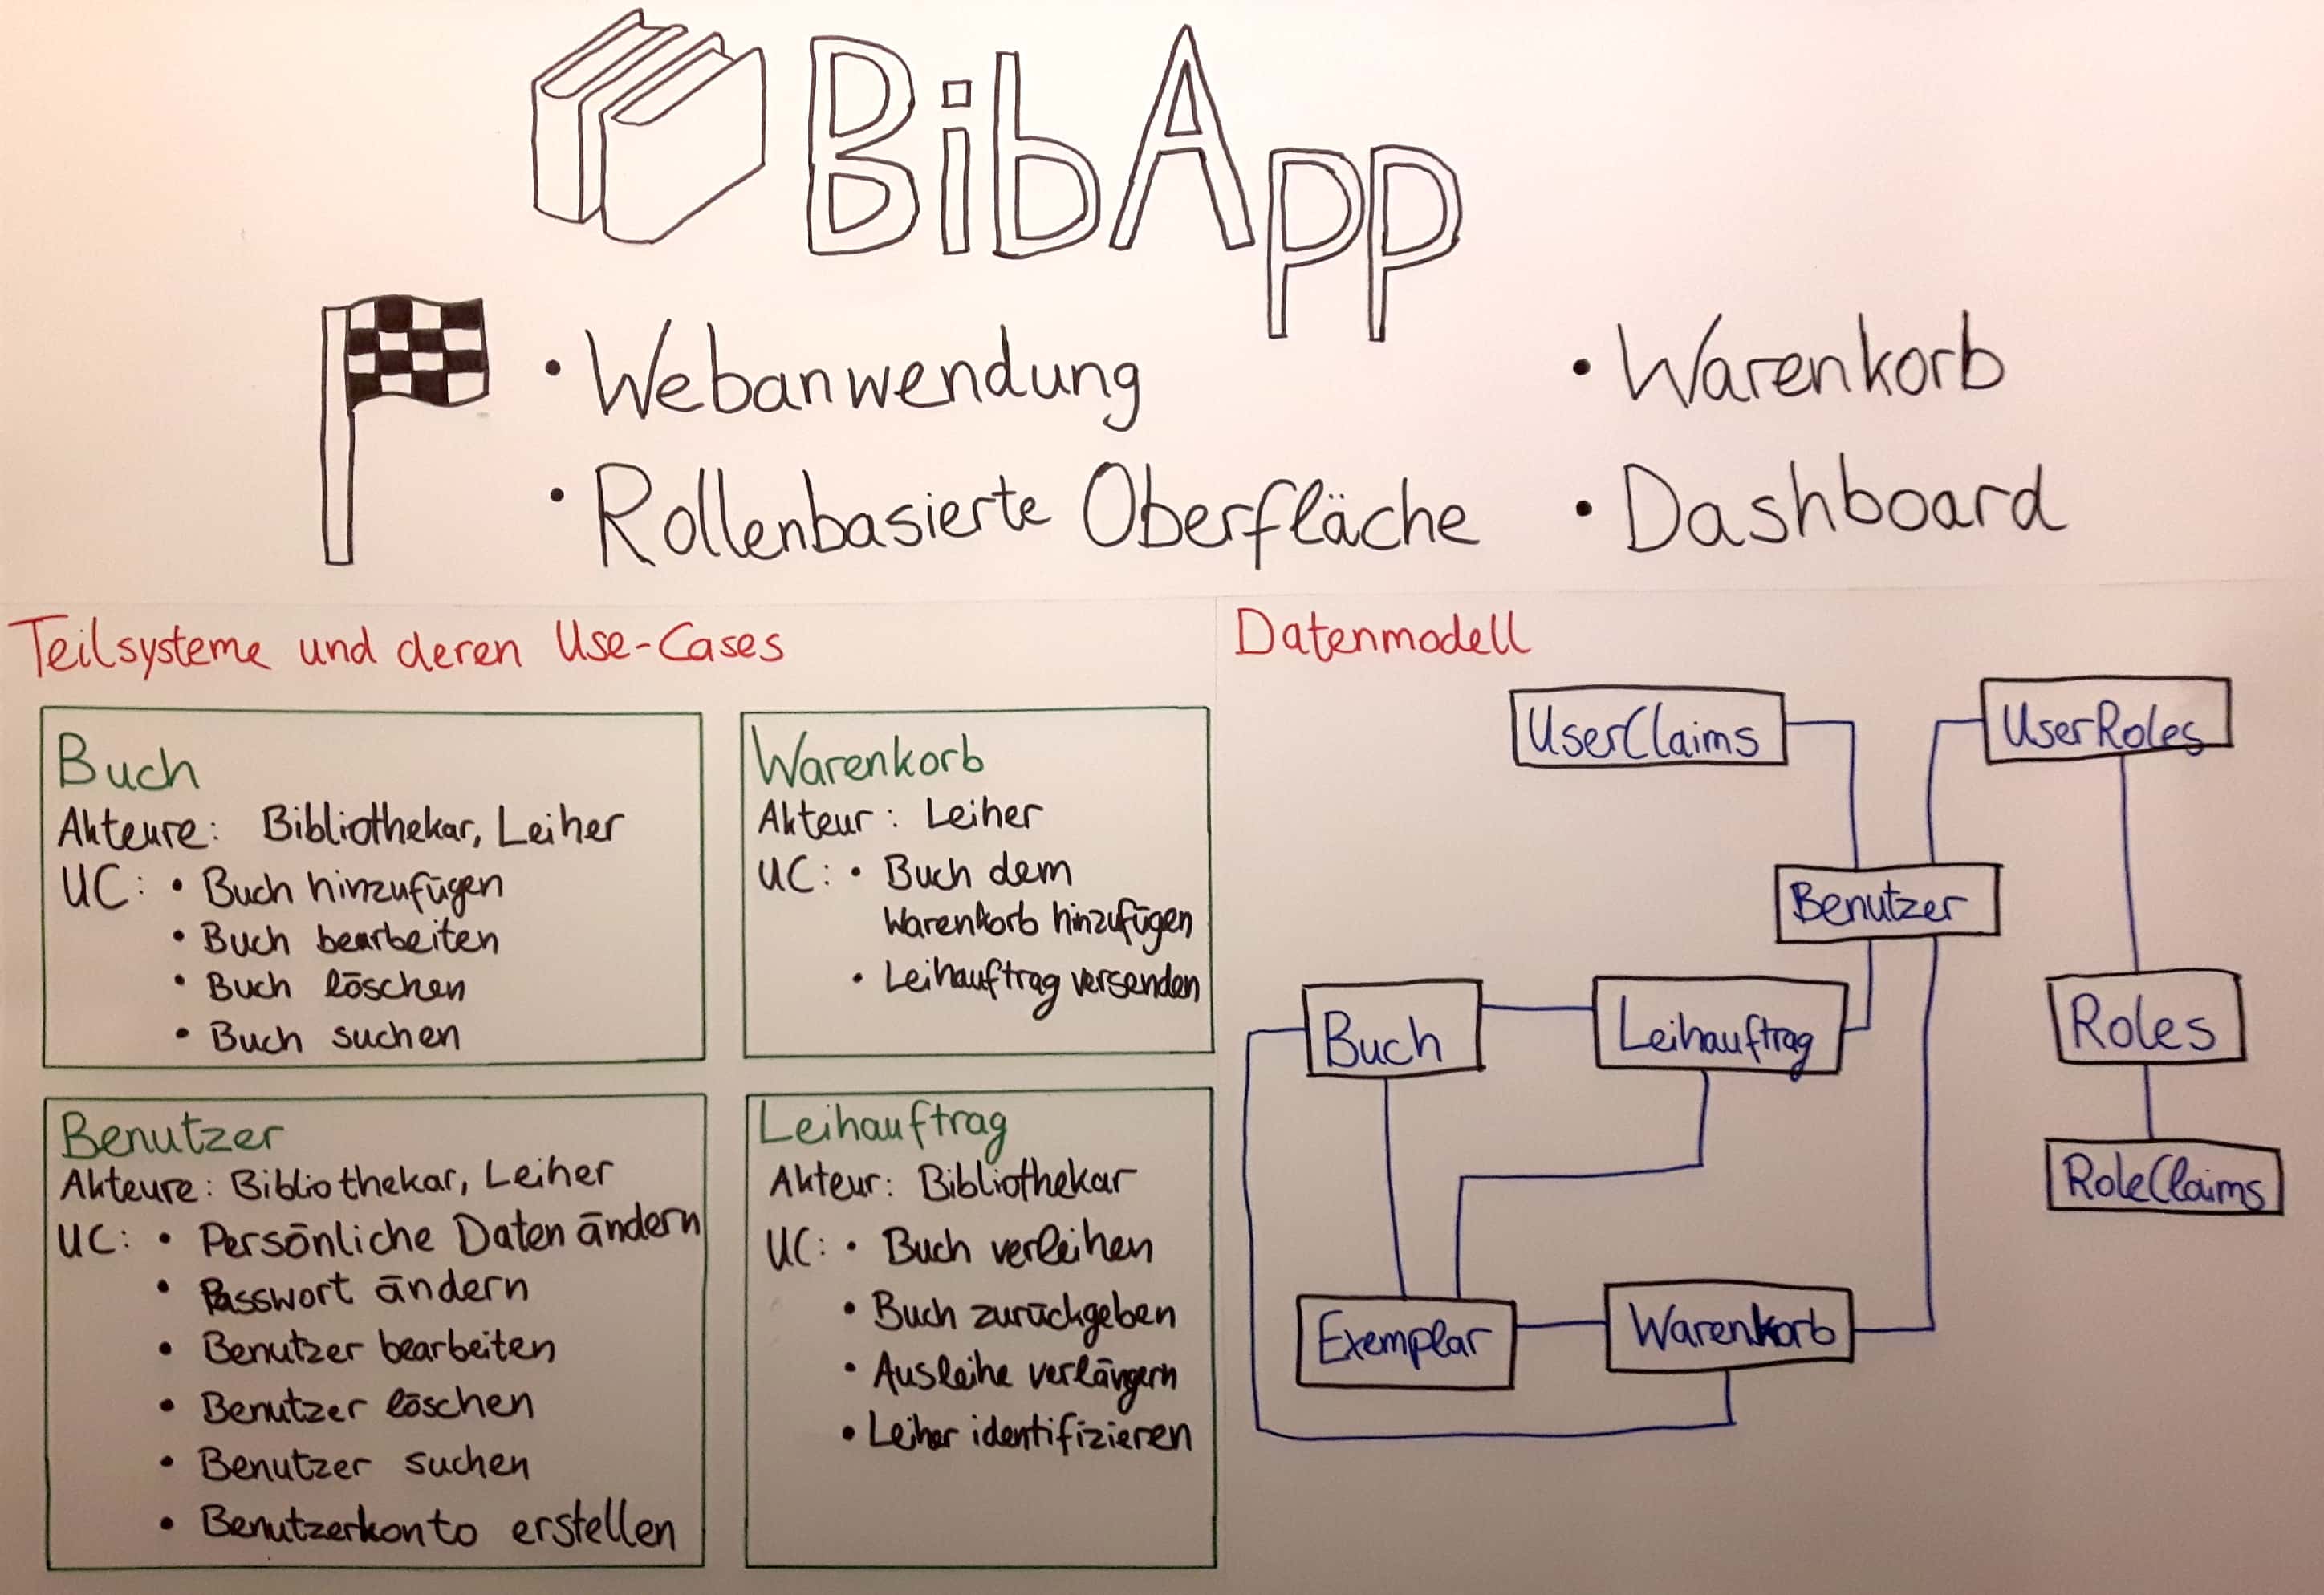 BibApp
• Webanwendung
• Rollenbasierte Oberfläche
• Warenkorb
• Dashboard
Teilsysteme und deren Use-Cases
Buch
Akteure: Bibliothekar, Leiher
UC: • Buch hinzufügen
• Buch bearbeiten
• Buch löschen
• Buch suchen
Warenkorb
Akteur: Leiher
UC: • Buch dem
Warenkorb hinzufügen
• Leihauftrag versenden
Benutzer
Akteure: Bibliothekar, Leiher
UC: • Persönliche Daten ändern
• Passwort ändern
• Benutzer bearbeiten
• Benutzer löschen
• Benutzer suchen
• Benutzerkonto erstellen
Leihauftrag
Akteur: Bibliothekar
UC: • Buch verleihen
• Buch zurückgeben
• Ausleihe verlängern
• Leiher identifizieren
Datenmodell
UserClaims
UserRoles
Benutzer
Buch
Leihauftrag
Roles
RoleClaims
Exemplar
Warenkorb